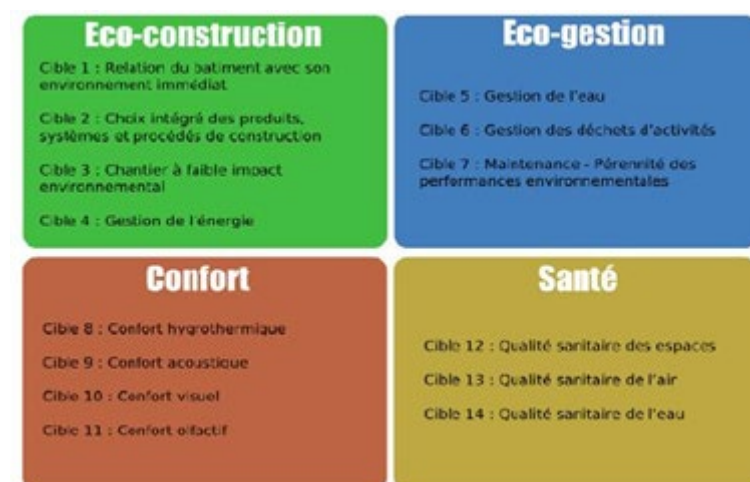 Eco-construction
Cible 1 : Relation du batiment avec son
environnement immédiat
Cible 2 : Choix intégré des produits,
systèmes et procédés de construction
Cible 3 : Chantier à faible impact
environnemental
Cible 4 : Gestion de l'énergie
Eco-gestion
Cible 5 : Gestion de l'eau
Cible 6 : Gestion des déchets d'activités
Cible 7 : Maintenance - Pérennité des
performances environnementales
Confort
Cible 8 : Confort hygrothermique
Cible 9 : Confort acoustique
Cible 10 : Confort visuel
Cible 11 : Confort olfactif
Santé
Cible 12 : Qualité sanitaire des espaces
Cible 13 : Qualité sanitaire de l'air
Cible 14 : Qualité sanitaire de l'eau